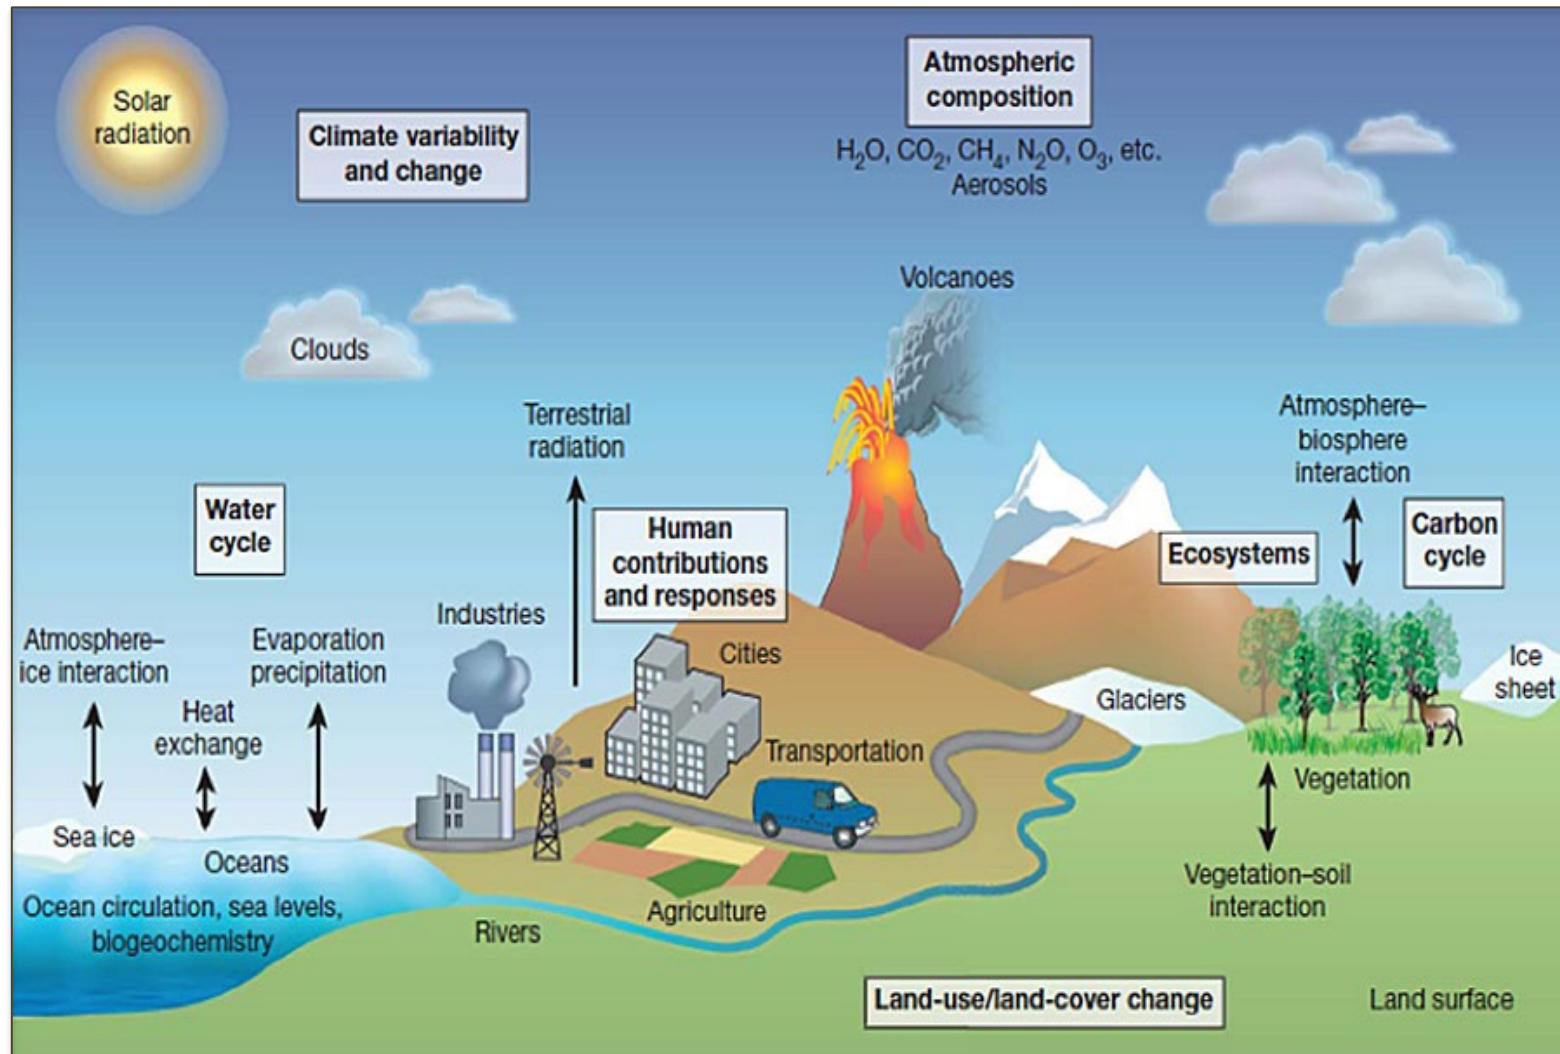 Solar
radiation
Climate variability
and change
Atmospheric
composition
H₂O, CO₂, CH₄, N₂O, O₃, etc.
Aerosols
Volcanoes
Clouds
Terrestrial
radiation
Atmosphere–
biosphere
interaction
Water
cycle
Human
contributions
and responses
Ecosystems
Carbon
cycle
Industries
Atmosphere–
ice interaction
Evaporation
precipitation
Cities
Ice
sheet
Heat
exchange
Glaciers
Transportation
Vegetation
Sea ice
Oceans
Ocean circulation, sea levels,
biogeochemistry
Rivers
Agriculture
Vegetation–soil
interaction
Land-use/land-cover change
Land surface